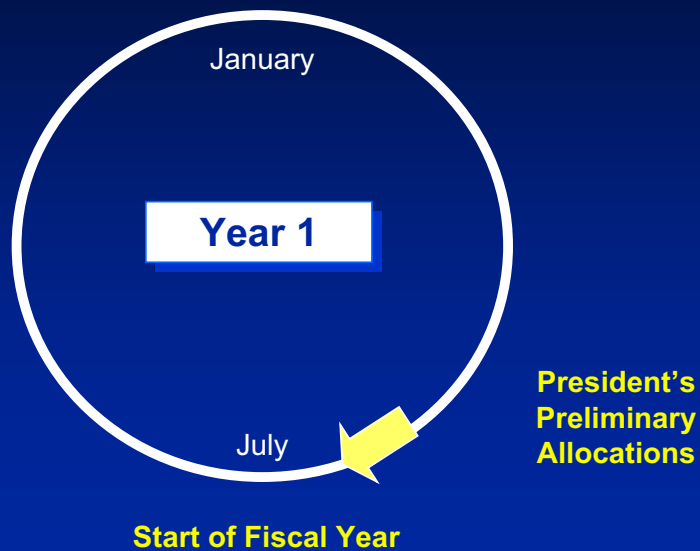 January
Year 1
President’s
Preliminary
Allocations
July
Start of Fiscal Year